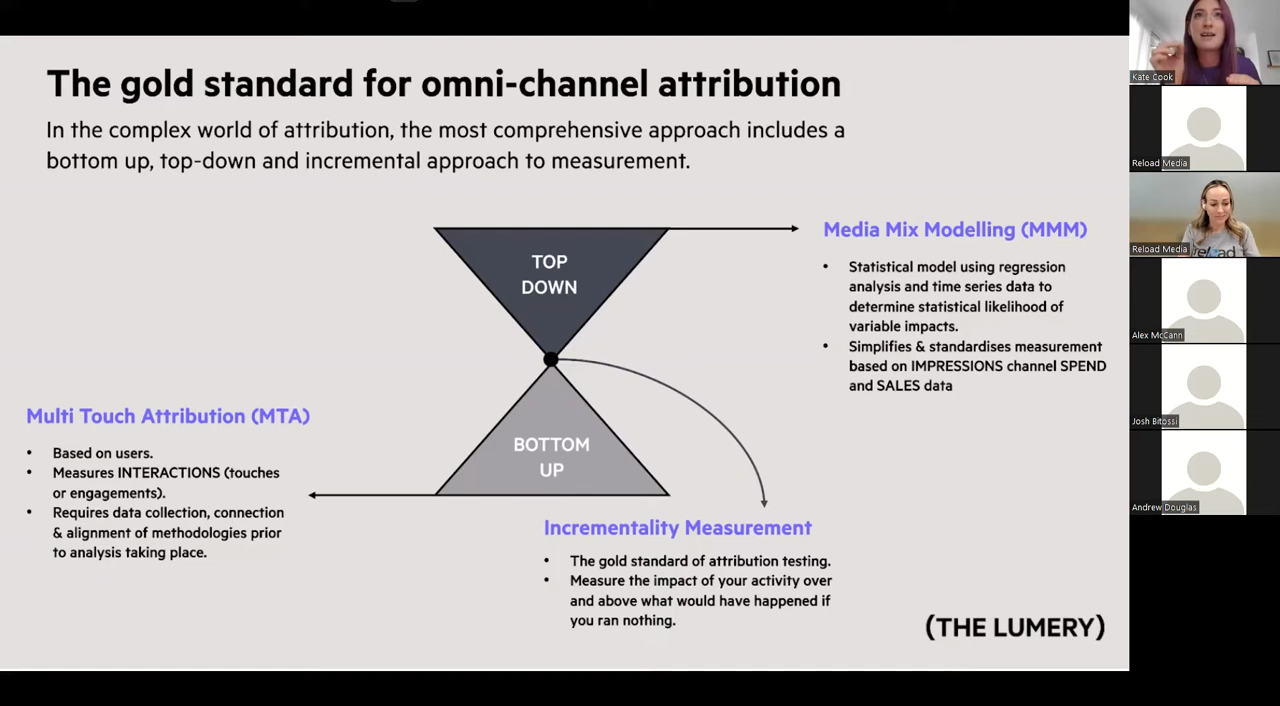 The gold standard for omni-channel attribution
In the complex world of attribution, the most comprehensive approach includes a
bottom up, top-down and incremental approach to measurement.
TOP
DOWN
Media Mix Modelling (MMM)
• Statistical model using regression
analysis and time series data to
determine statistical likelihood of
variable impacts.
• Simplifies & standardises measurement
based on IMPRESSIONS channel SPEND
and SALES data
Multi Touch Attribution (MTA)
• Based on users.
• Measures INTERACTIONS (touches
or engagements).
• Requires data collection, connection
& alignment of methodologies prior
to analysis taking place.
BOTTOM
UP
Incrementality Measurement
• The gold standard of attribution testing.
• Measure the impact of your activity over
and above what would have happened if
you ran nothing.
(THE LUMERY)
Kate Cook
Reload Media
Reload Media
Alex McCann
Josh Bitossi
Andrew Douglas